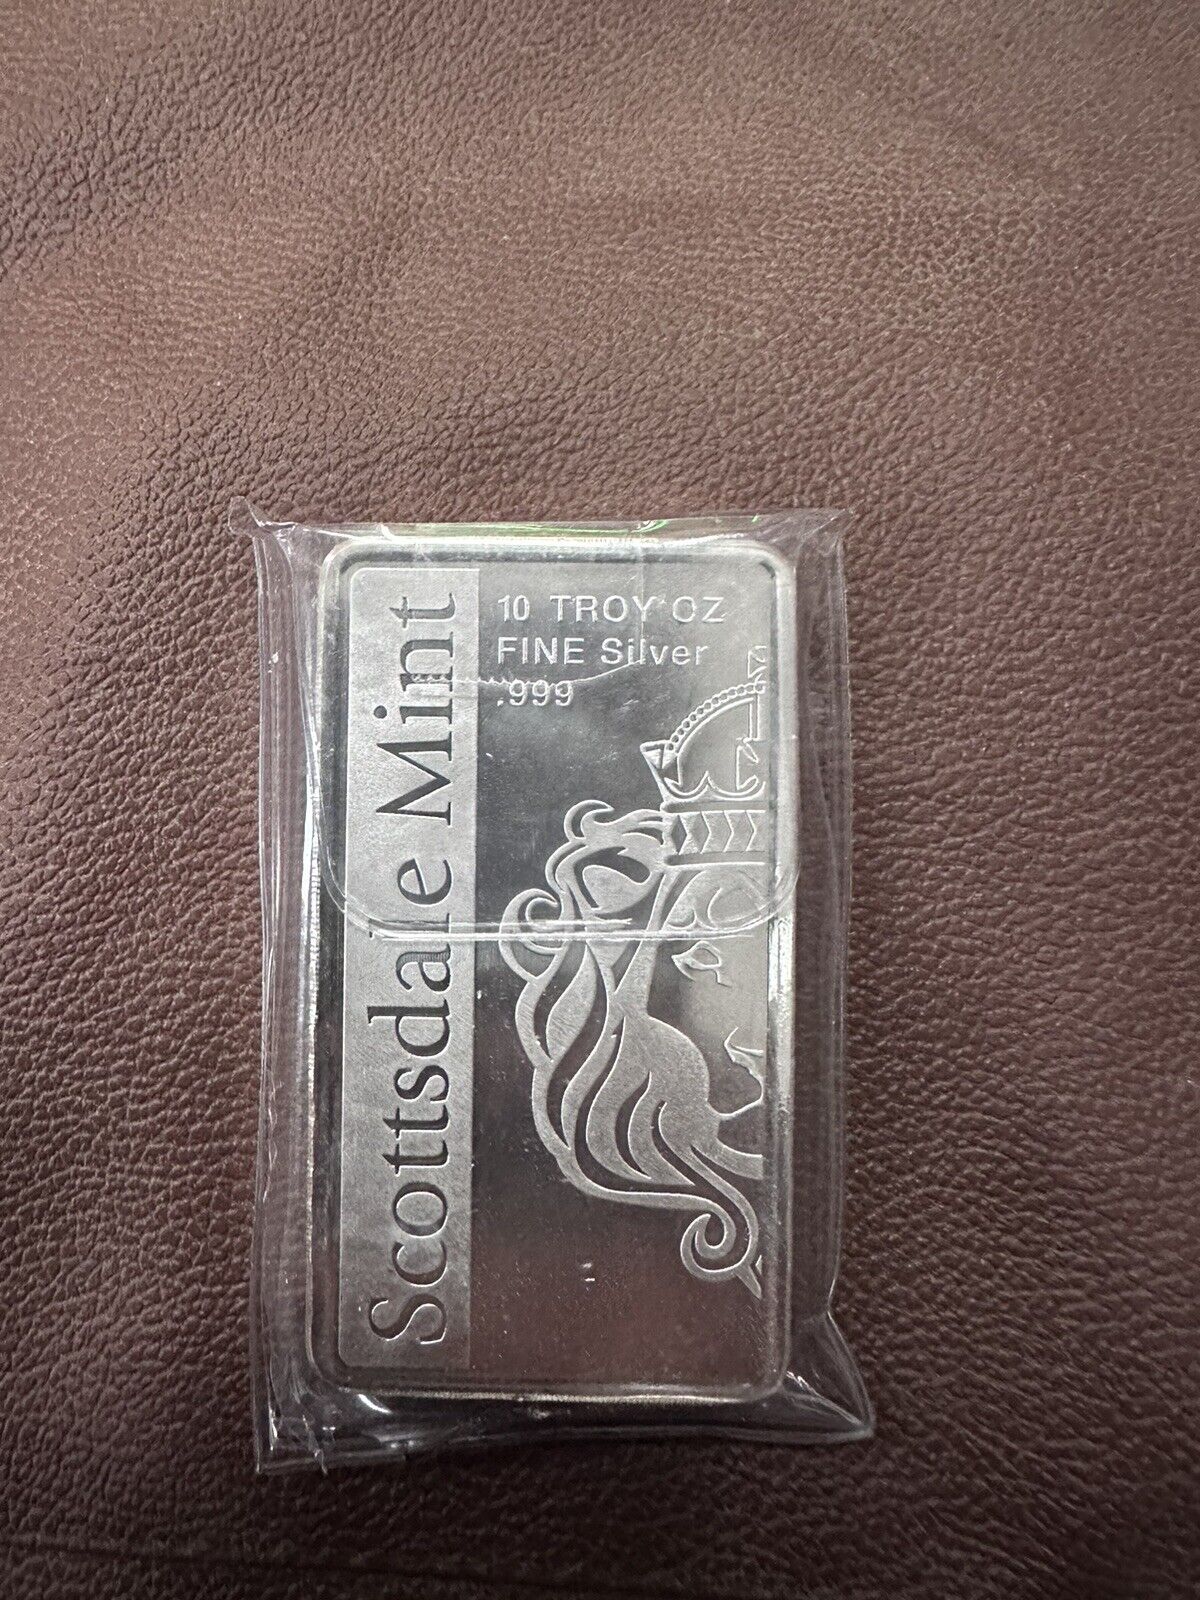 10 TROY OZ
FINE Silver
.999
Scottsdale Mint